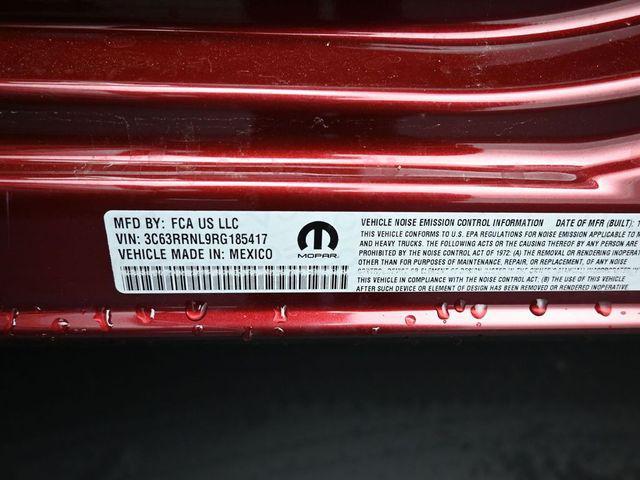 MFD BY: FCA US LLC
VIN: 3C63RRNL9RG185417
VEHICLE MADE IN: MEXICO
MOPAR
VEHICLE NOISE EMISSION CONTROL INFORMATION DATE OF MFR (BUILT): 1
THIS VEHICLE CONFORMS TO U.S. EPA REGULATIONS FOR NOISE EMISSION APPLICABLE TO M
AND HEAVY TRUCKS. THE FOLLOWING ACTS OR THE CAUSING THEREOF BY ANY PERSON ARE
PROHIBITED BY THE NOISE CONTROL ACT OF 1972: (A) THE REMOVAL OR RENDERING
INOPERA
PURPOSES OF MAINTENANCE, REPAIR, OR REPLACEMENT, OF ANY NOISE
THIS VEHICLE IN COMPLIANCE WITH THE NOISE CONTROL ACT; OR (B) THE USE OF THE VEHICLE
AFTER SUCH DEVICE OR ELEMENT OF DESIGN HAS BEEN REMOVED OR RENDERED INOPERATIVE